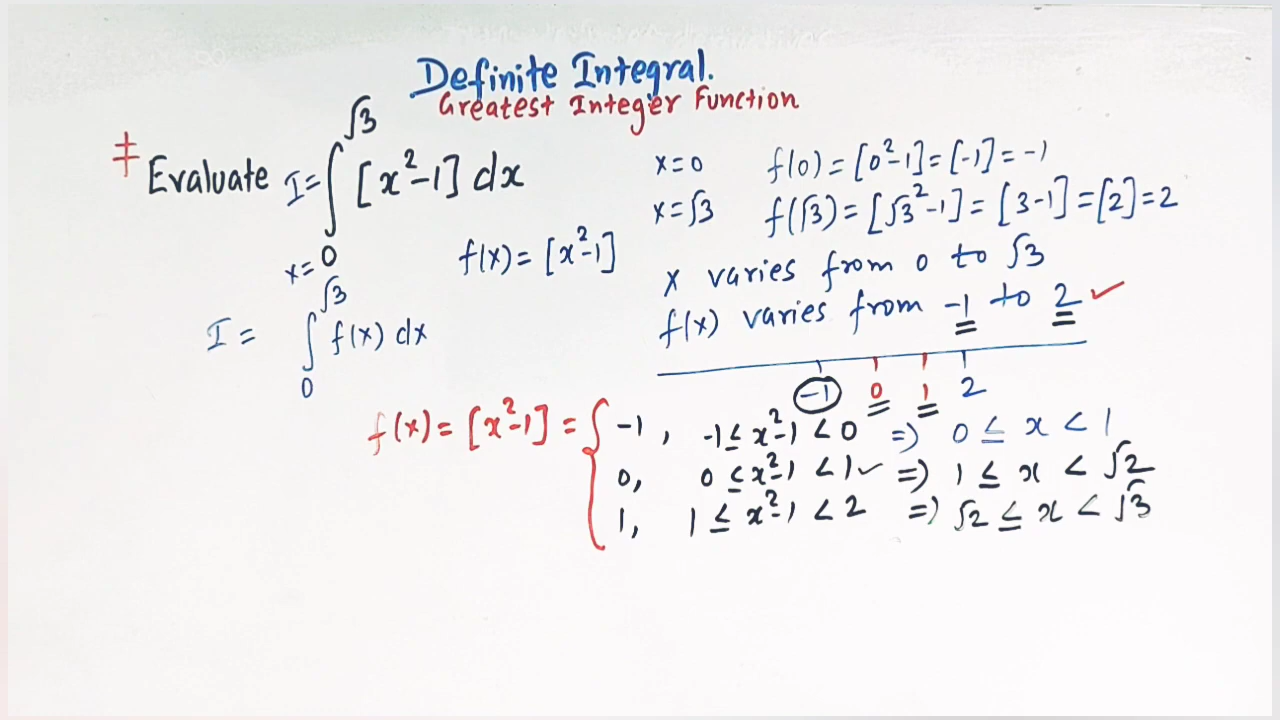 Definite Integral.
Greatest Integer Function
‡ Evaluate I = ∫_{x=0}^{√3} [x²-1] dx
x=0 f(0) = [0²-1] = [-1] = -1
x=√3 f(√3) = [√3²-1] = [3-1] = [2] = 2
f(x) = [x²-1]
x varies from 0 to √3
f(x) varies from -1 to 2 ✓
I = ∫_0^{√3} f(x) dx
-1 0 1 2
f(x) = [x²-1] = { -1, -1 ≤ x²-1 < 0 => 0 ≤ x < 1
0, 0 ≤ x²-1 < 1 ✓ => 1 ≤ x < √2
1, 1 ≤ x²-1 < 2 => √2 ≤ x < √3